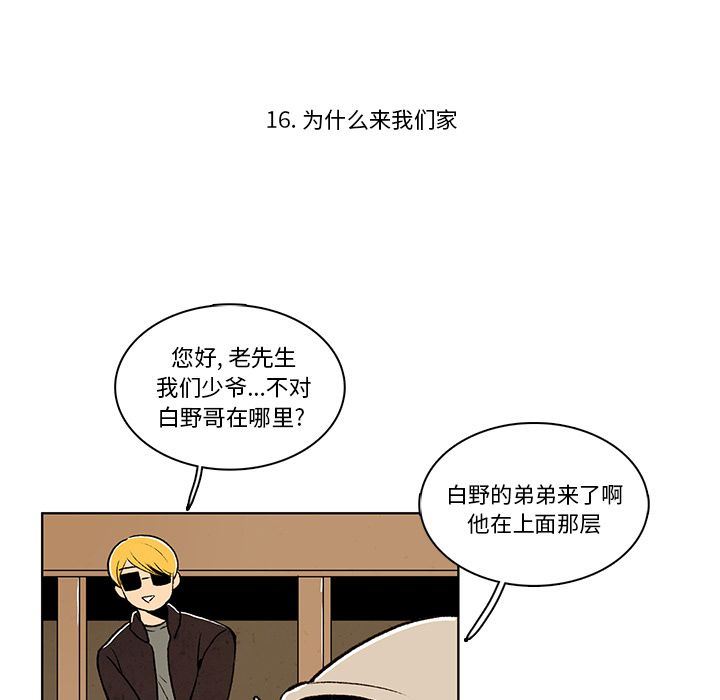 16. 为什么来我们家
您好, 老先生
我们少爷...不对
白野哥在哪里?
白野的弟弟来了啊
他在上面那层